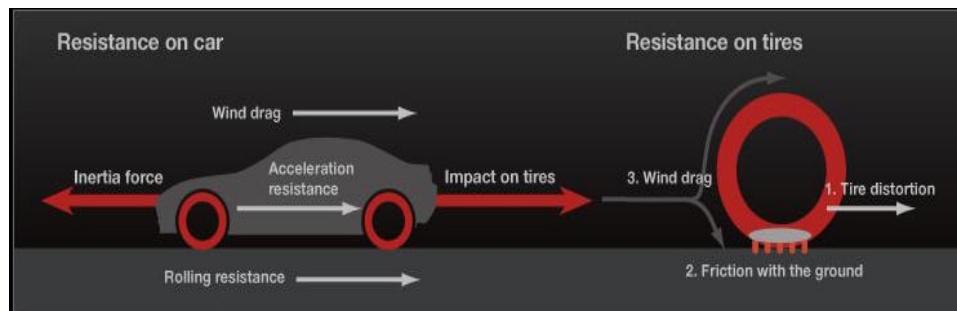 Resistance on car
Resistance on tires
Wind drag
Inertia force
Acceleration
resistance
Impact on tires
3. Wind drag
1. Tire distortion
Rolling resistance
2. Friction with the ground